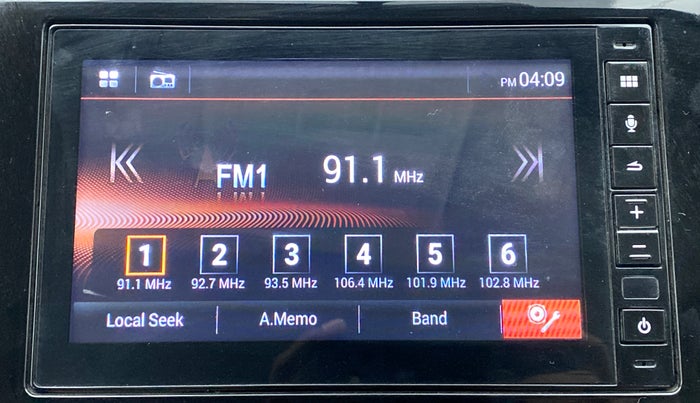 PM 04:09
FM1 91.1 MHz
1 2 3 4 5 6
91.1 MHz 92.7 MHz 93.5 MHz 106.4 MHz 101.9 MHz 102.8 MHz
Local Seek A.Memo Band